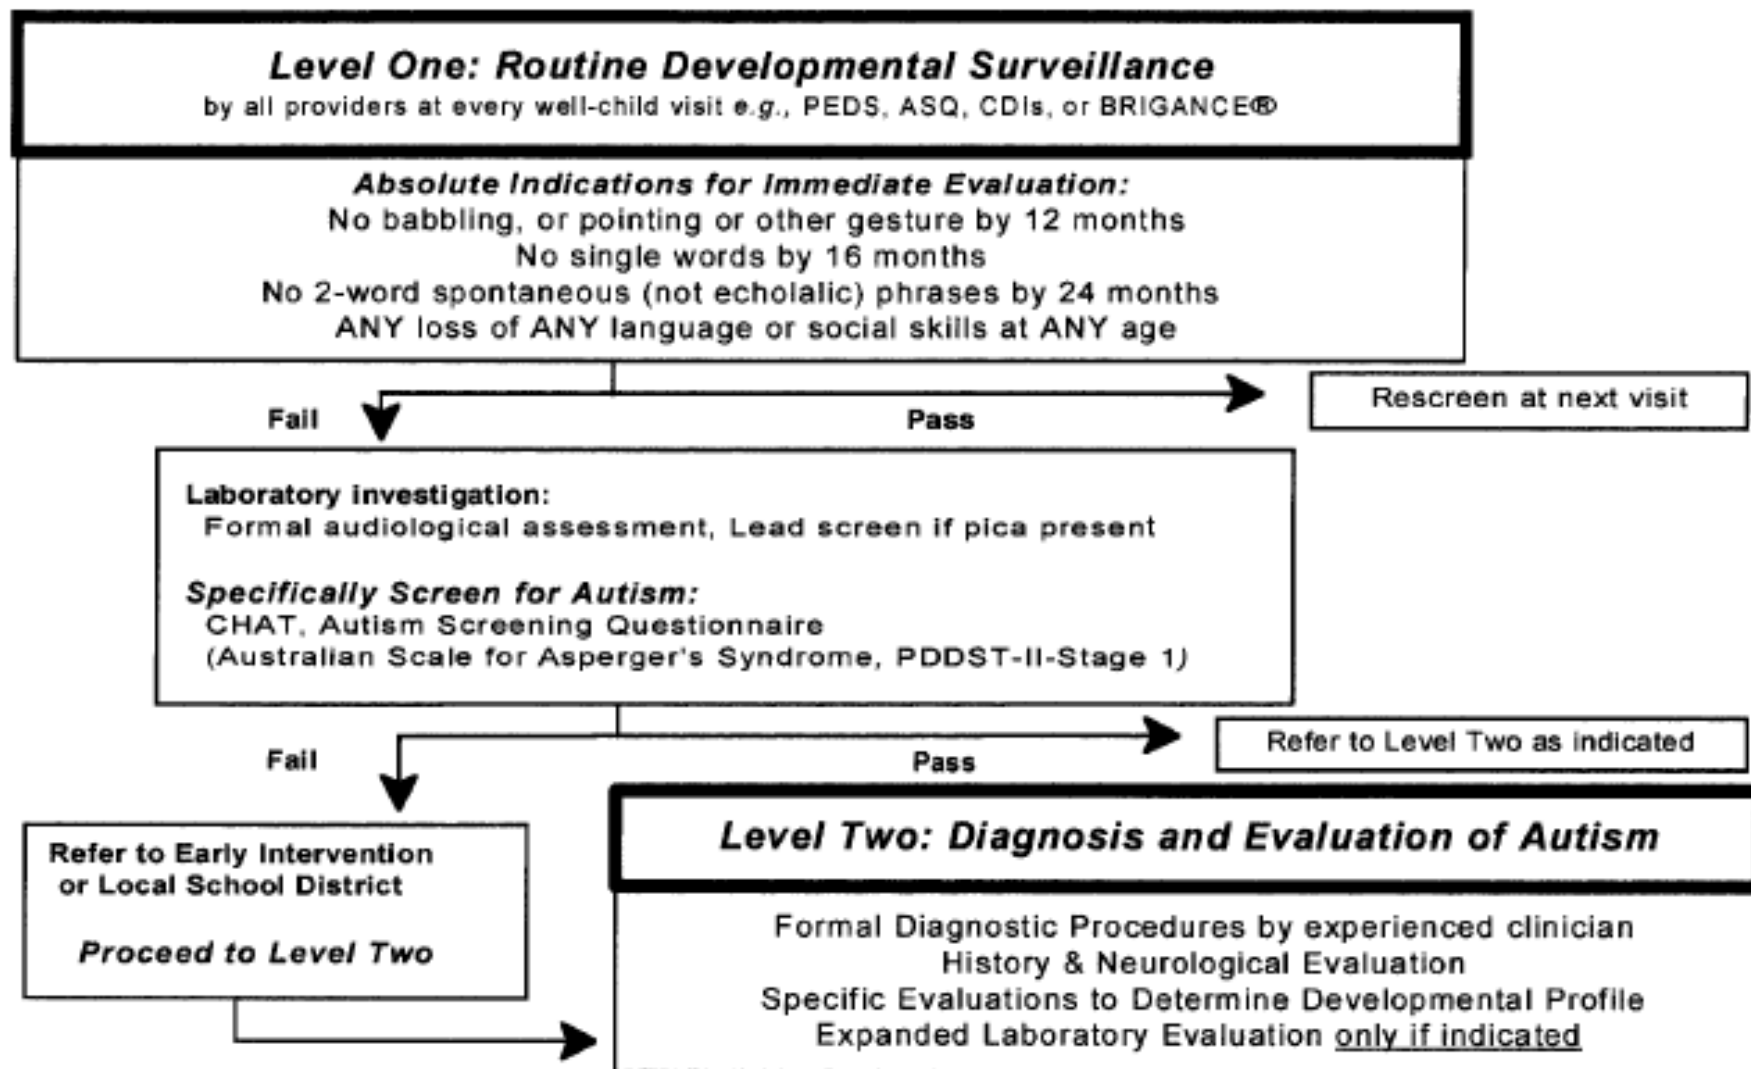 Level One: Routine Developmental Surveillance
by all providers at every well-child visit e.g., PEDS, ASQ, CDIs, or BRIGANCE®
Absolute Indications for Immediate Evaluation:
No babbling, or pointing or other gesture by 12 months
No single words by 16 months
No 2-word spontaneous (not echolalic) phrases by 24 months
ANY loss of ANY language or social skills at ANY age
Fail
Pass
Rescreen at next visit
Laboratory investigation:
Formal audiological assessment, Lead screen if pica present
Specifically Screen for Autism:
CHAT, Autism Screening Questionnaire
(Australian Scale for Asperger's Syndrome, PDDST-II-Stage 1)
Fail
Pass
Refer to Level Two as indicated
Refer to Early Intervention
or Local School District
Proceed to Level Two
Level Two: Diagnosis and Evaluation of Autism
Formal Diagnostic Procedures by experienced clinician
History & Neurological Evaluation
Specific Evaluations to Determine Developmental Profile
Expanded Laboratory Evaluation only if indicated